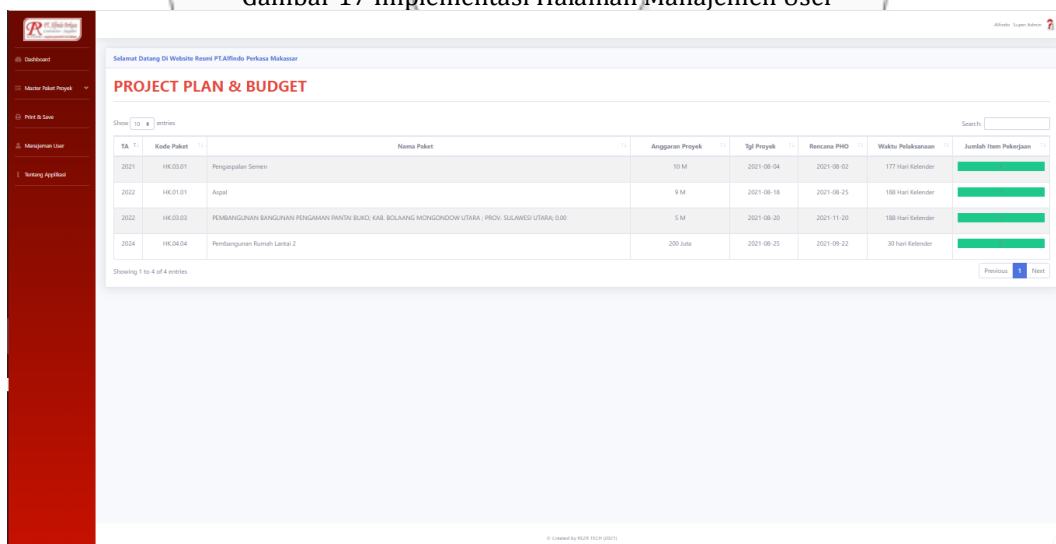 Gambar 17 Implementasi Halaman Manajemen User
PT. Alfindo Perkasa
Alfindo Super Admin
Dashboard
Selamat Datang Di Website Resmi PT.Alfindo Perkasa Makassar
Master Paket Proyek
PROJECT PLAN & BUDGET
Print & Save
Show 10 entries Search:
Manajeman User
TA Kode Paket Nama Paket Anggaran Proyek Tgl Proyek Rencana PHO Waktu Pelaksanaan Jumlah Item Pekerjaan
2021 HK.03.01 Pengaspalan Semen 10 M 2021-08-04 2021-08-02 177 Hari Kelender
Tentang Applikasi
2022 HK.01.01 Aspal 9 M 2021-08-18 2021-08-25 188 Hari Kelender
2022 HK.03.03 PEMBANGUNAN BANGUNAN PENGAMAN PANTAI BUKO; KAB. BOLAANG MONGONDOW UTARA ; PROV. SULAWESI UTARA; 0.00 5 M 2021-08-20 2021-11-20 188 Hari Kelender
2024 HK.04.04 Pembangunan Rumah Lantai 2 200 Juta 2021-08-25 2021-09-22 30 hari Kelender
Showing 1 to 4 of 4 entries Previous 1 Next
© Created by REZR TECH (2021)